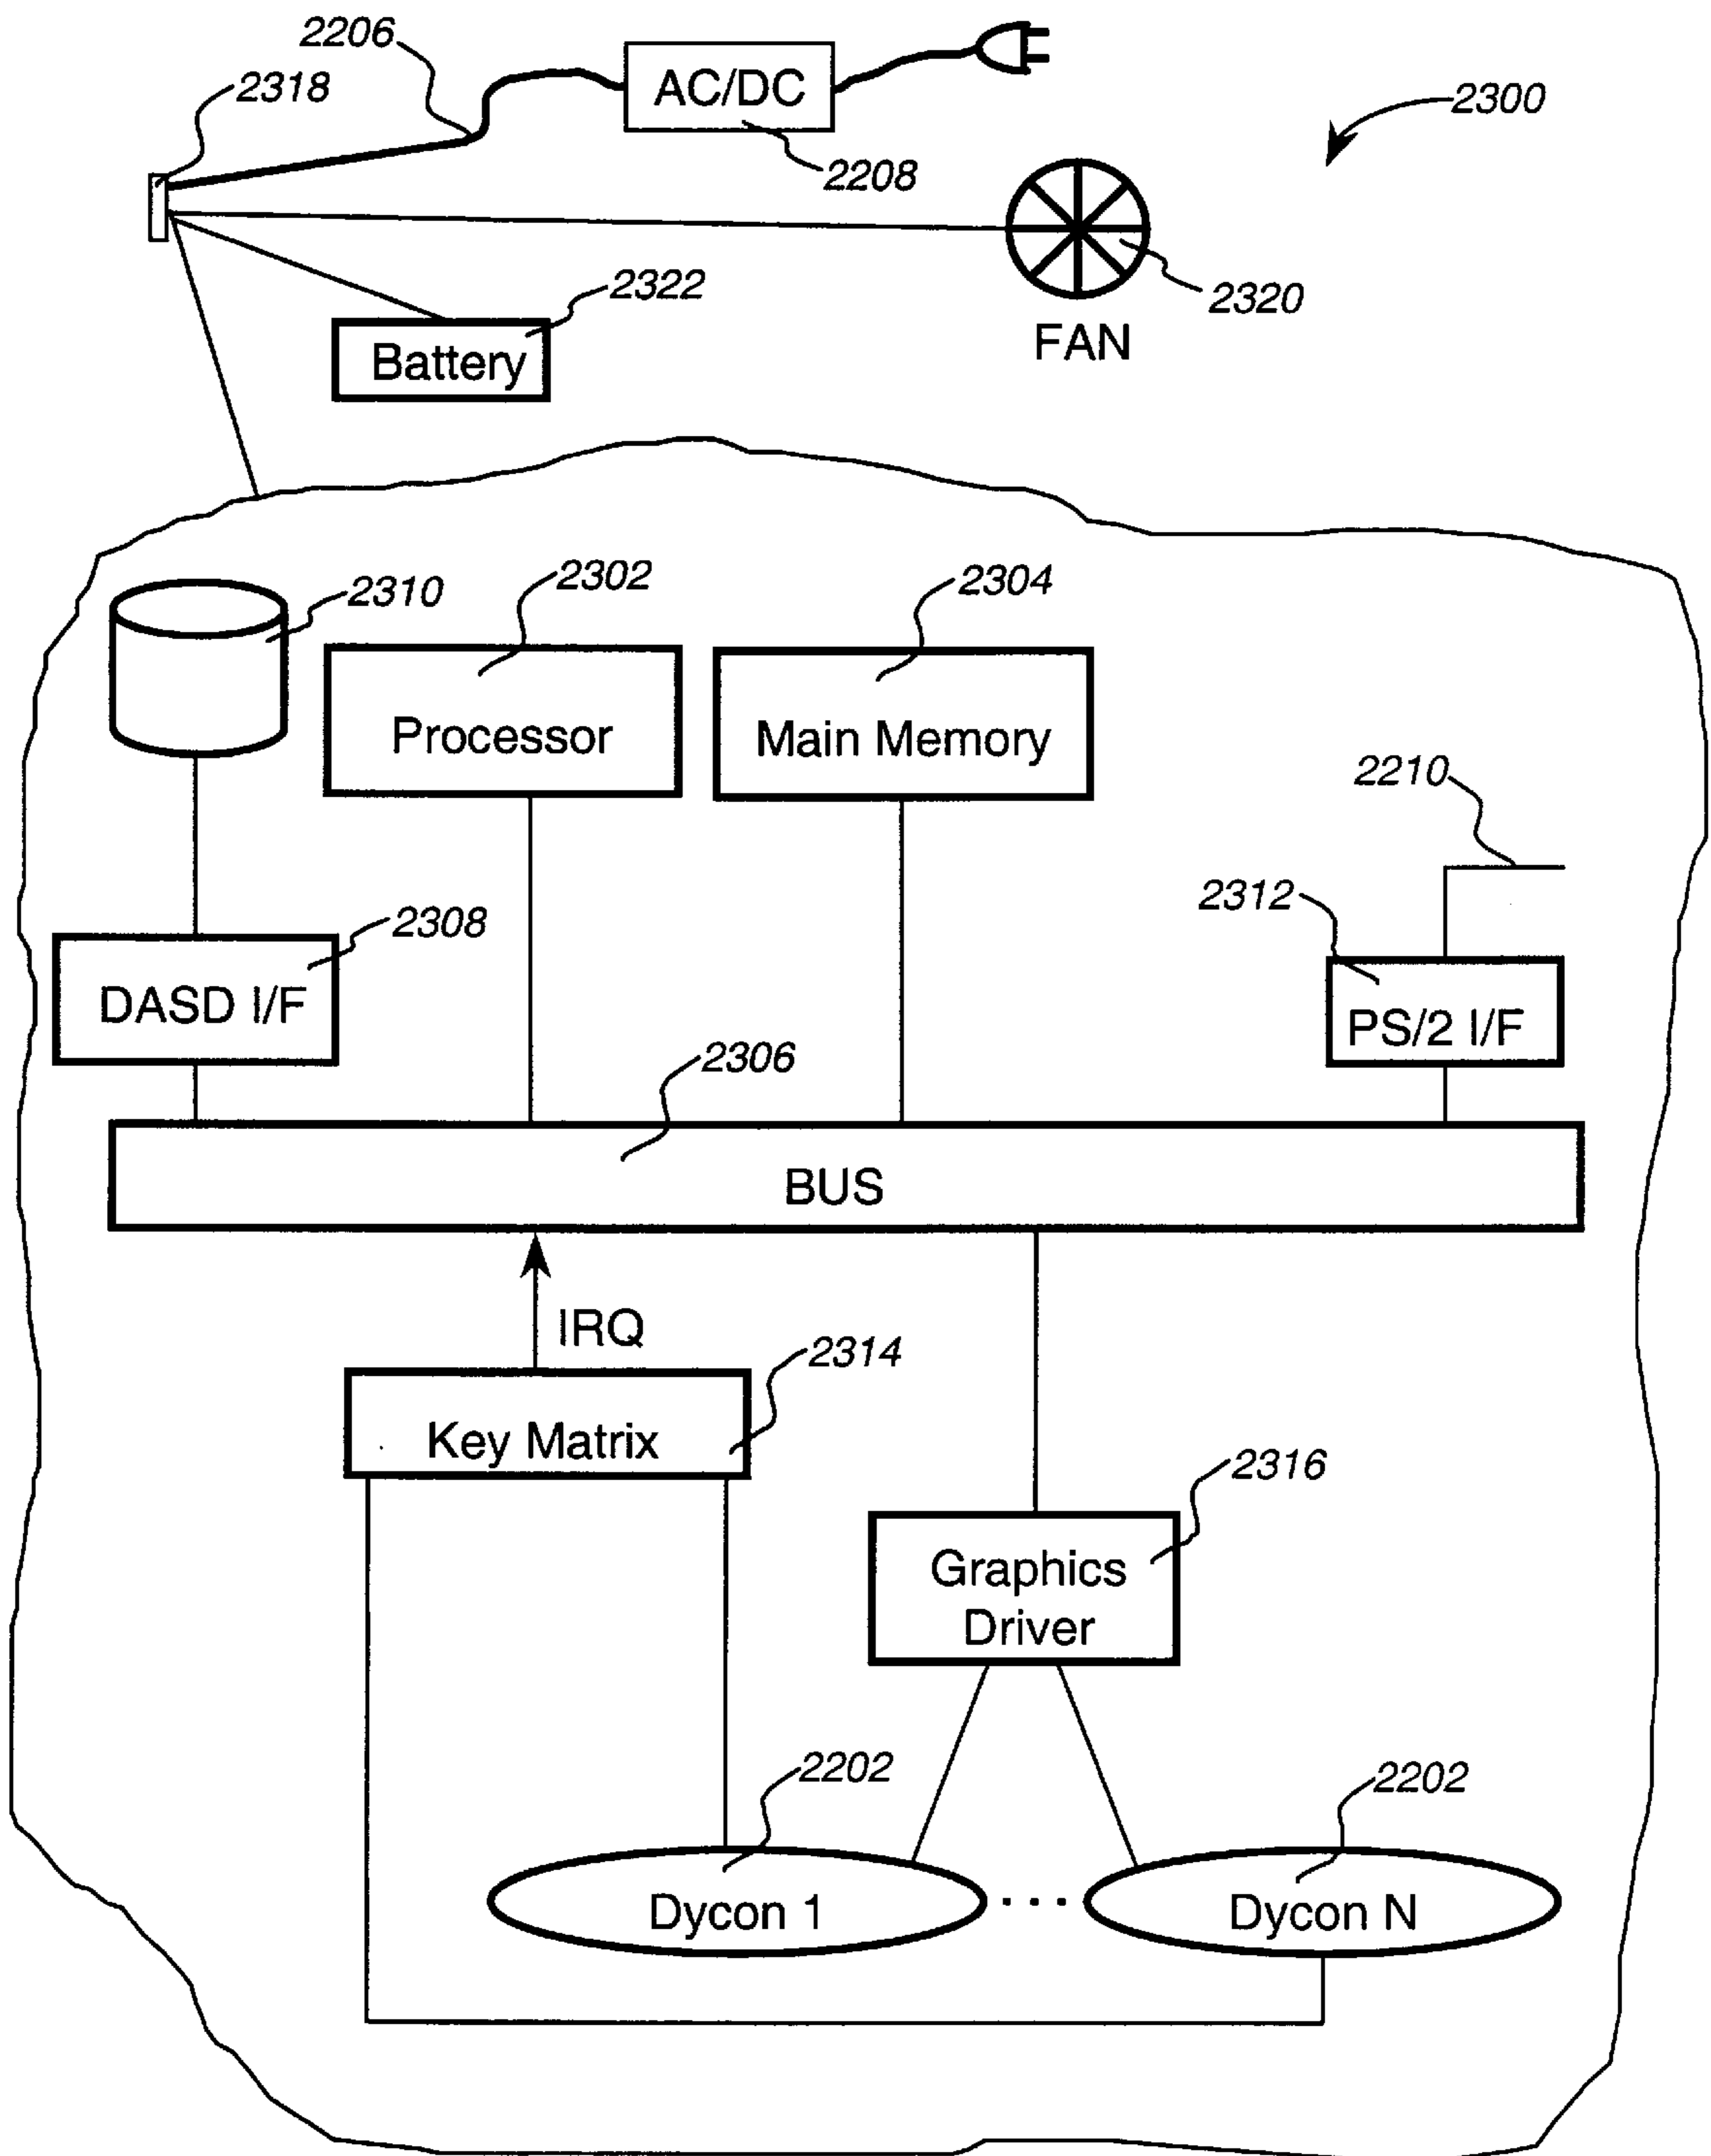 2206
AC/DC
2318
2300
2208
2322
2320
Battery
FAN
2310
2302
2304
Processor
Main Memory
2210
2312
2308
DASD I/F
PS/2 I/F
2306
BUS
IRQ
2314
Key Matrix
2316
Graphics
Driver
2202
2202
Dycon 1
...
Dycon N